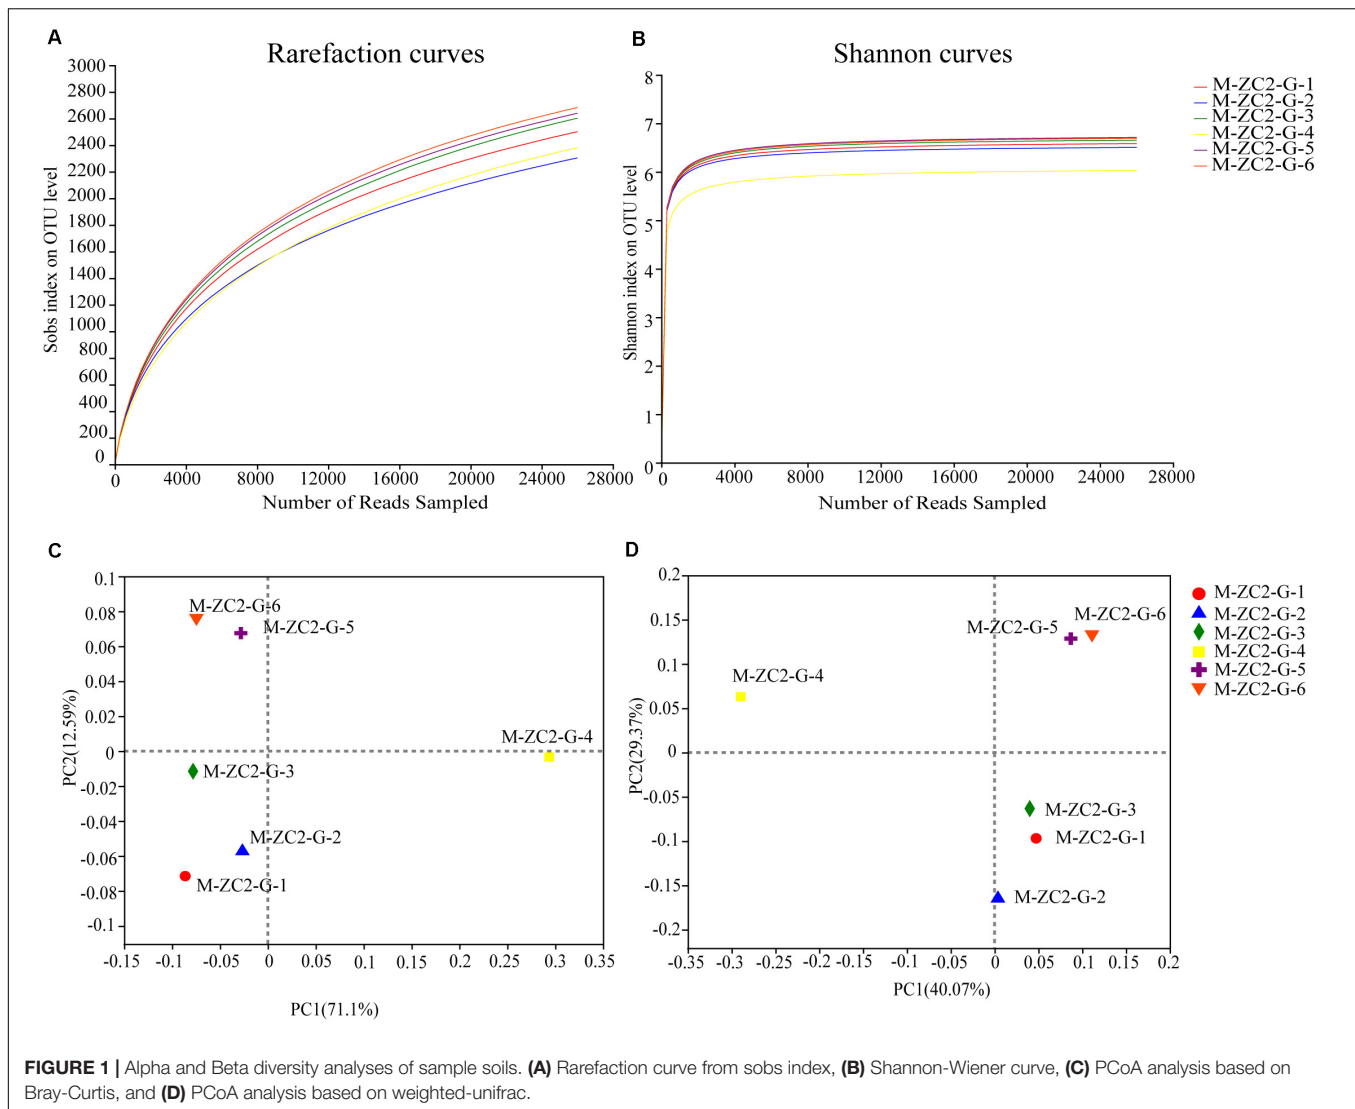 A
Rarefaction curves
3000
2800
2600
2400
2200
2000
1800
1600
1400
1200
1000
800
600
400
200
0
Sobs index on OTU level
0 4000 8000 12000 16000 20000 24000 28000
Number of Reads Sampled
B
Shannon curves
8
7
6
5
4
3
2
1
0
Shannon index on OTU level
0 4000 8000 12000 16000 20000 24000 28000
Number of Reads Sampled
M-ZC2-G-1
M-ZC2-G-2
M-ZC2-G-3
M-ZC2-G-4
M-ZC2-G-5
M-ZC2-G-6
C
0.1
0.08
0.06
0.04
0.02
0
-0.02
-0.04
-0.06
-0.08
-0.1
PC2(12.59%)
M-ZC2-G-6
M-ZC2-G-5
M-ZC2-G-4
M-ZC2-G-3
M-ZC2-G-2
M-ZC2-G-1
-0.15 -0.1 -0.05 0 0.05 0.1 0.15 0.2 0.25 0.3 0.35
PC1(71.1%)
D
0.2
0.15
0.1
0.05
0
-0.05
-0.1
-0.15
-0.2
PC2(29.37%)
M-ZC2-G-6
M-ZC2-G-5
M-ZC2-G-4
M-ZC2-G-3
M-ZC2-G-1
M-ZC2-G-2
-0.35 -0.3 -0.25 -0.2 -0.15 -0.1 -0.05 0 0.05 0.1 0.15 0.2
PC1(40.07%)
M-ZC2-G-1
M-ZC2-G-2
M-ZC2-G-3
M-ZC2-G-4
M-ZC2-G-5
M-ZC2-G-6
FIGURE 1 | Alpha and Beta diversity analyses of sample soils. (A) Rarefaction curve from sobs index, (B) Shannon-Wiener curve, (C) PCoA analysis based on
Bray-Curtis, and (D) PCoA analysis based on weighted-unifrac.